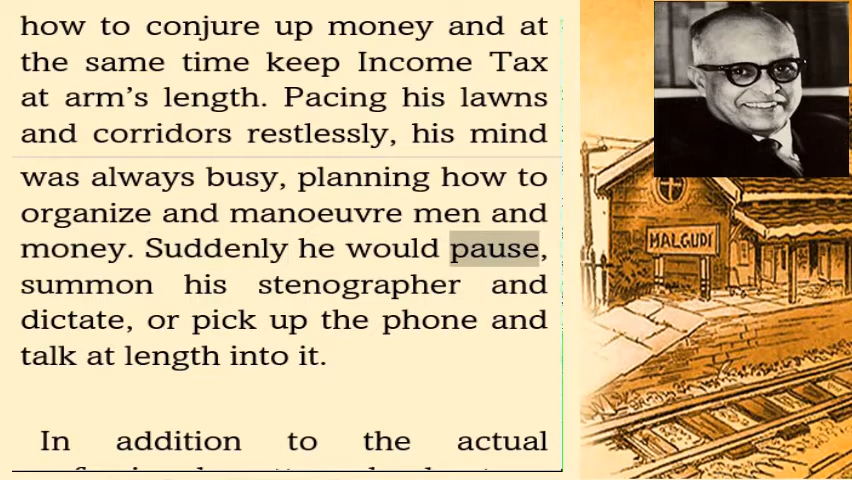 how to conjure up money and at
the same time keep Income Tax
at arm's length. Pacing his lawns
and corridors restlessly, his mind
was always busy, planning how to
organize and manoeuvre men and
money. Suddenly he would pause,
summon his stenographer and
dictate, or pick up the phone and
talk at length into it.
In addition to the actual
MALGUDI